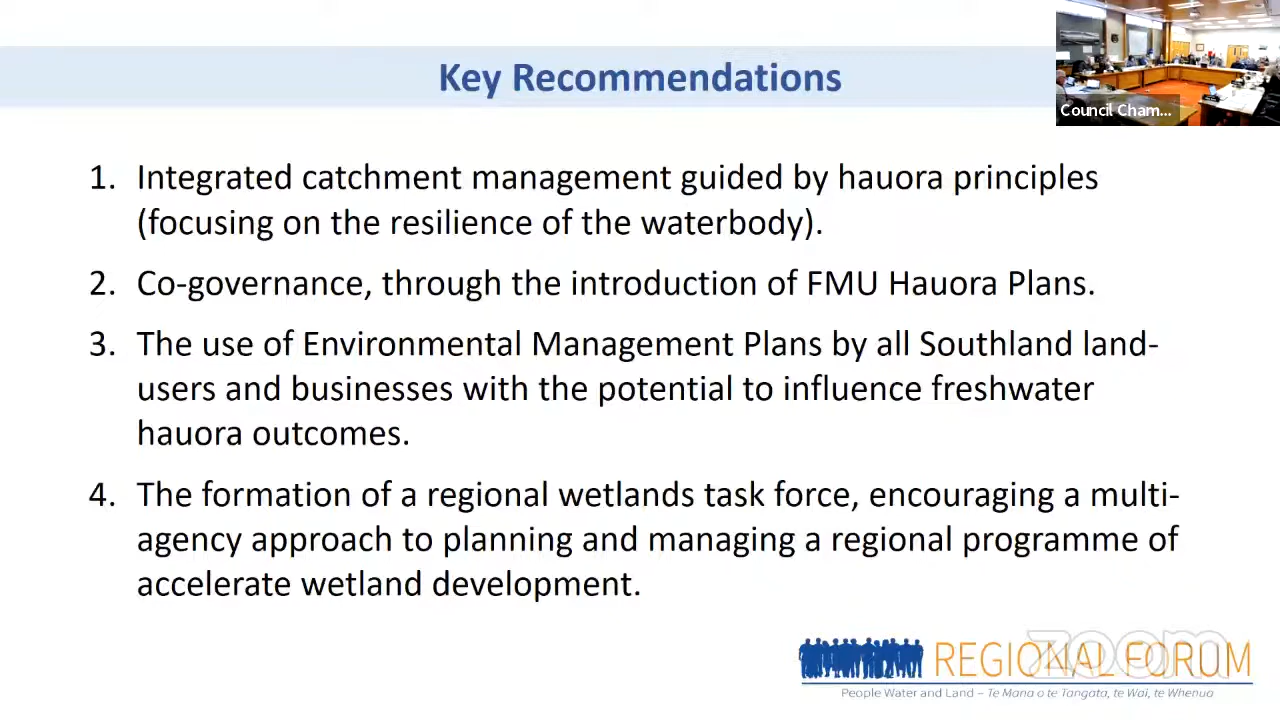 Key Recommendations
Council Cham...
1. Integrated catchment management guided by hauora principles
(focusing on the resilience of the waterbody).
2. Co-governance, through the introduction of FMU Hauora Plans.
3. The use of Environmental Management Plans by all Southland land-
users and businesses with the potential to influence freshwater
hauora outcomes.
4. The formation of a regional wetlands task force, encouraging a multi-
agency approach to planning and managing a regional programme of
accelerate wetland development.
REGIONAL FORUM
zoom
People Water and Land – Te Mana o te Tangata, te Wai, te Whenua